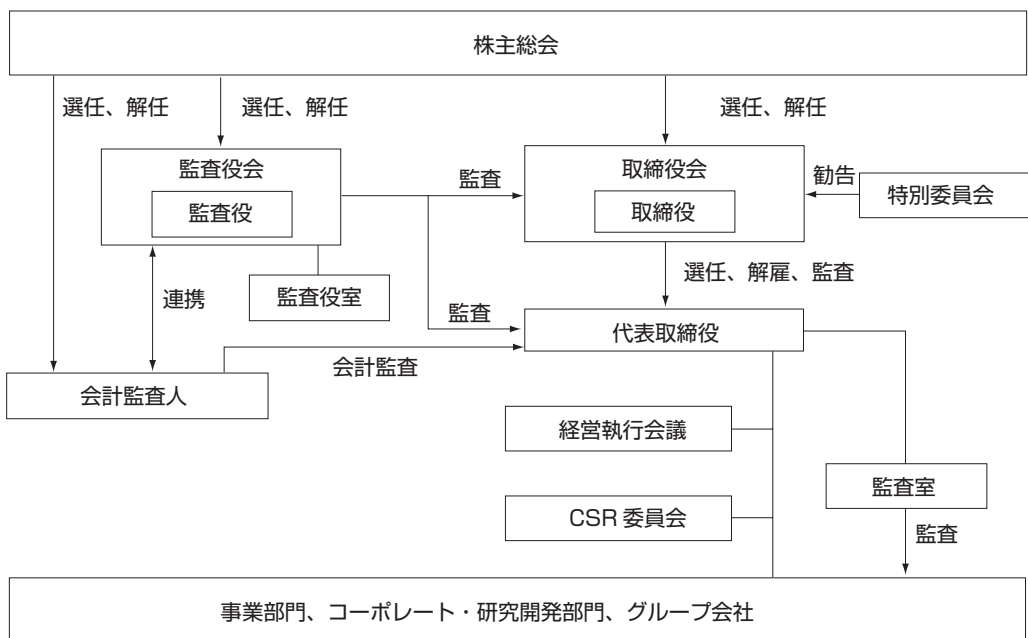 株主総会
選任、解任
選任、解任
選任、解任
監査役会
監査役
監査
取締役会
取締役
勧告
特別委員会
選任、解雇、監査
監査役室
連携
監査
代表取締役
会計監査
会計監査人
経営執行会議
監査室
CSR 委員会
監査
事業部門、コーポレート・研究開発部門、グループ会社